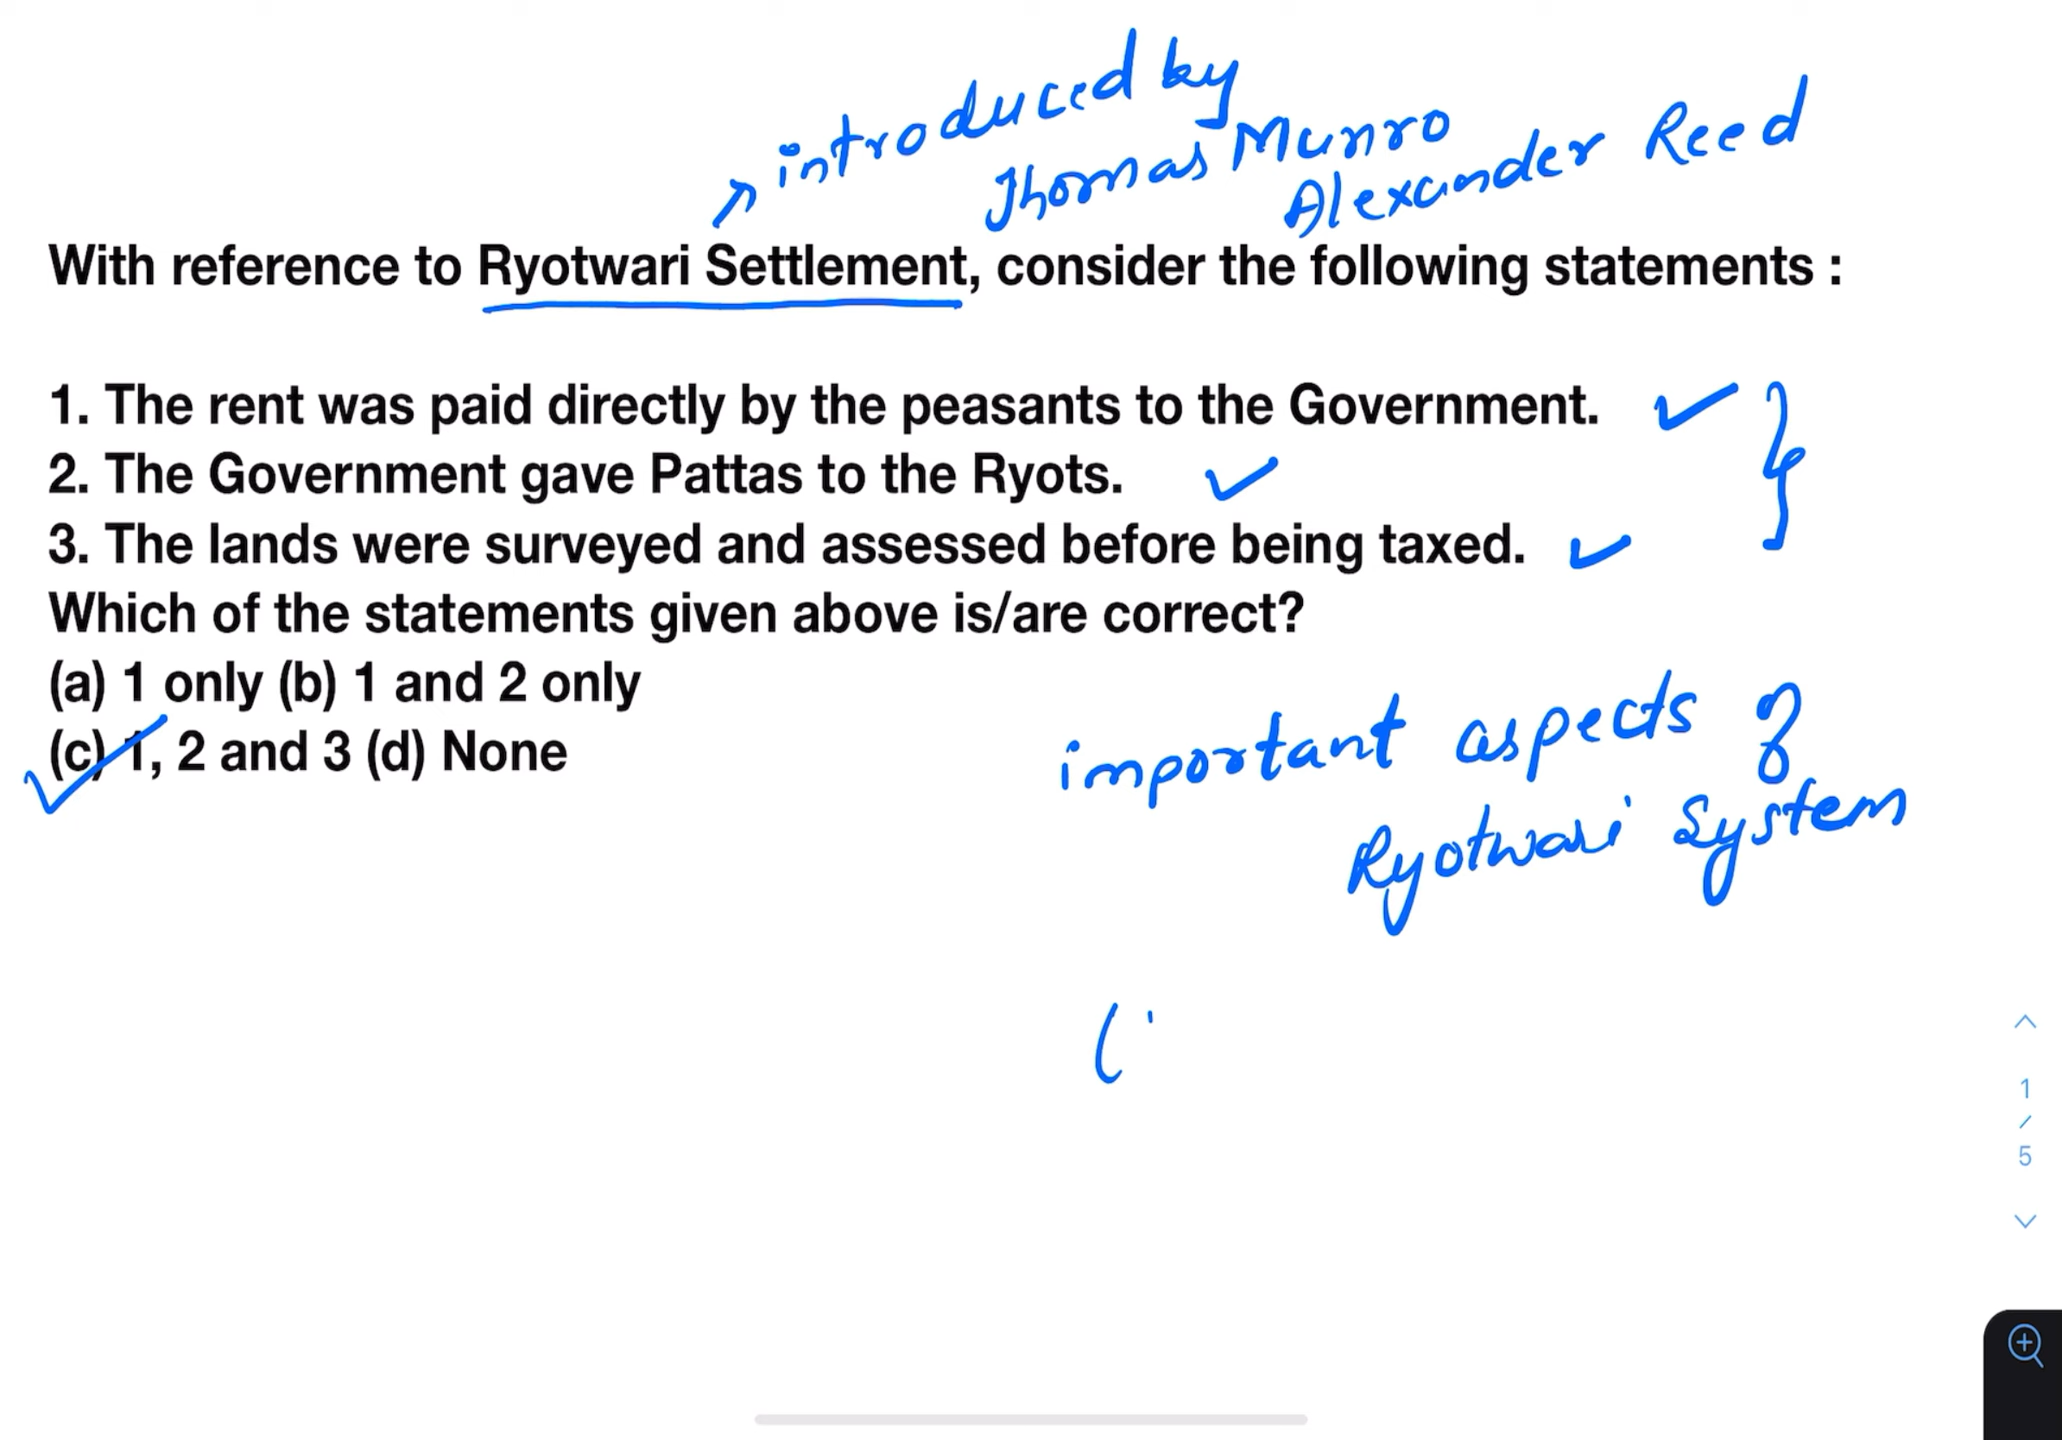 introduced by
Thomas Munro
Alexander Reed
With reference to Ryotwari Settlement, consider the following statements :
1. The rent was paid directly by the peasants to the Government.
2. The Government gave Pattas to the Ryots.
3. The lands were surveyed and assessed before being taxed.
Which of the statements given above is/are correct?
(a) 1 only (b) 1 and 2 only
(c) 1, 2 and 3 (d) None
important aspects of
Ryotwari System
(
1
/
5